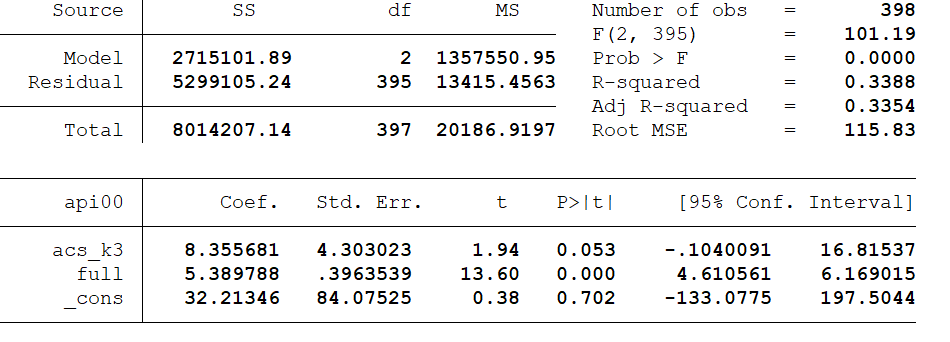 Source SS df MS Number of obs = 398
F(2, 395) = 101.19
Model 2715101.89 2 1357550.95 Prob > F = 0.0000
Residual 5299105.24 395 13415.4563 R-squared = 0.3388
Adj R-squared = 0.3354
Total 8014207.14 397 20186.9197 Root MSE = 115.83
api00 Coef. Std. Err. t P>|t| [95% Conf. Interval]
acs_k3 8.355681 4.303023 1.94 0.053 -.1040091 16.81537
full 5.389788 .3963539 13.60 0.000 4.610561 6.169015
_cons 32.21346 84.07525 0.38 0.702 -133.0775 197.5044